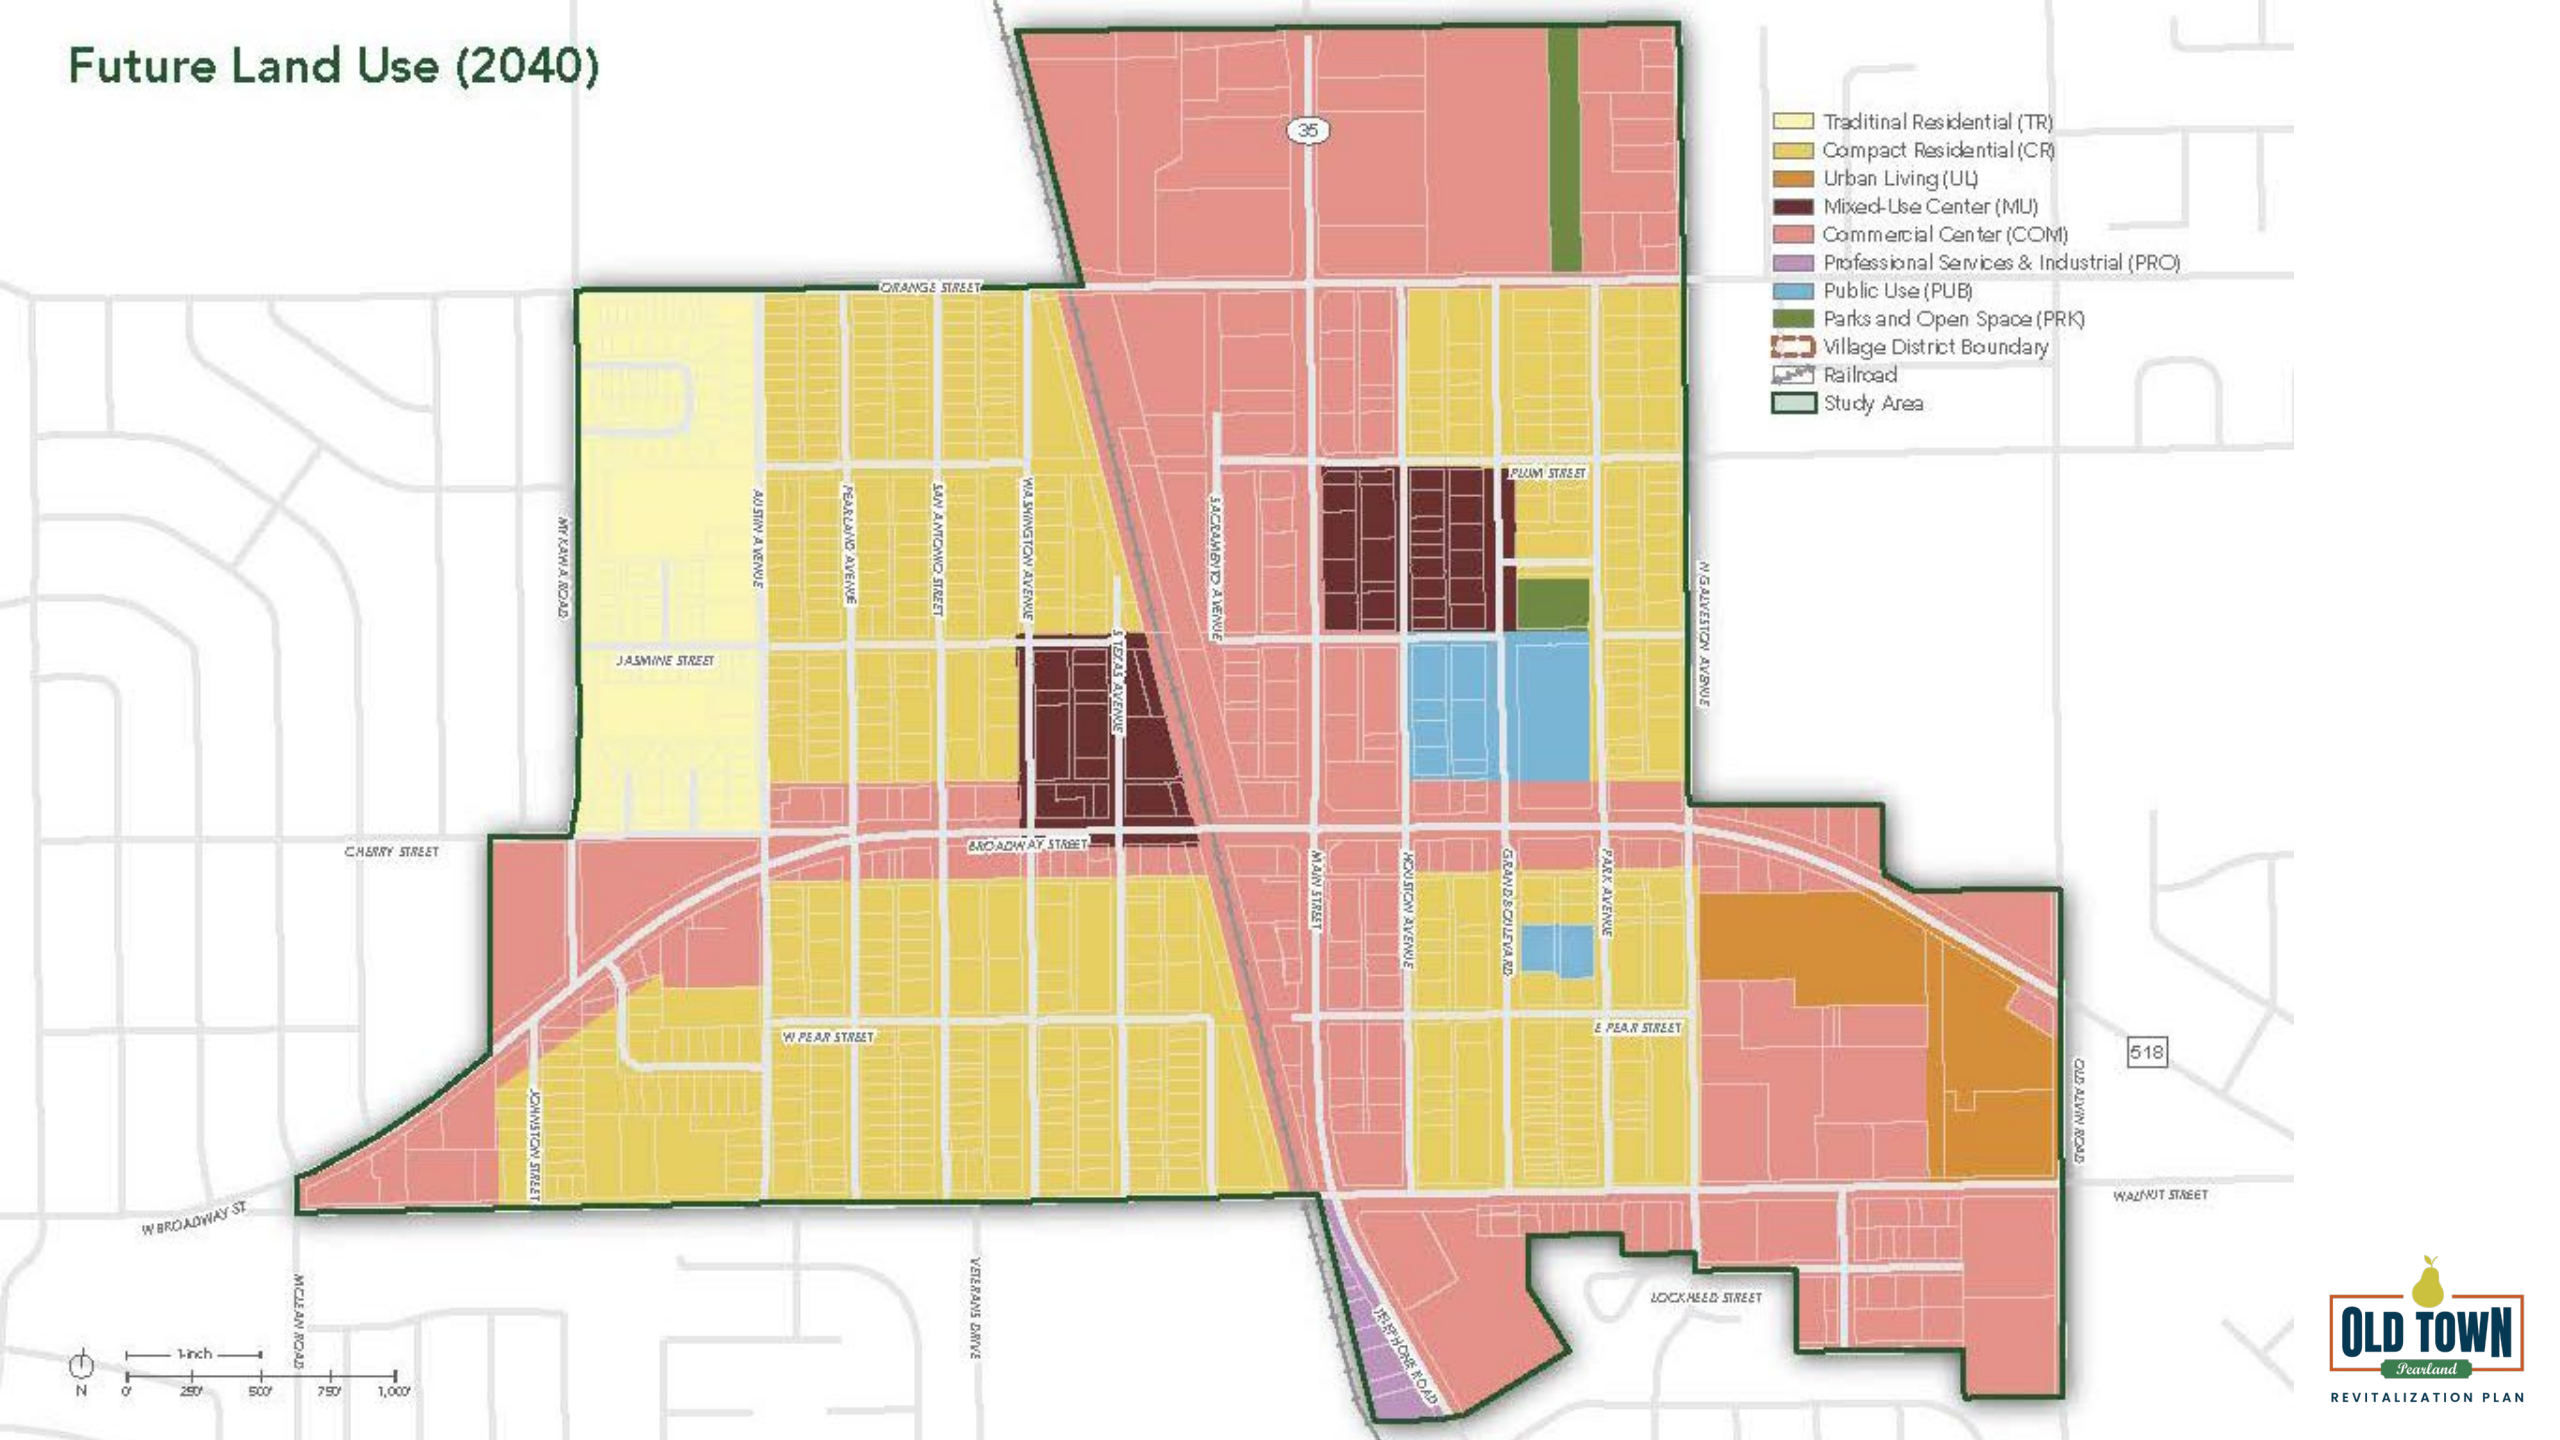 Future Land Use (2040)
35
Traditinal Residential (TR)
Compact Residential (CR)
Urban Living (UL)
Mixed-Use Center (MU)
Commercial Center (COM)
Professional Services & Industrial (PRO)
Public Use (PUB)
Parks and Open Space (PRK)
Village District Boundary
Railroad
Study Area
ORANGE STREET
PLUM STREET
MYKAWA ROAD
AUSTIN AVENUE
PEARLAND AVENUE
SAN ANTONIO STREET
WASHINGTON AVENUE
S TEXAS AVENUE
SACRAMENTO AVENUE
N GALVESTON AVENUE
JASMINE STREET
CHERRY STREET
BROADWAY STREET
MAIN STREET
HOUSTON AVENUE
GRAND BOULEVARD
PARK AVENUE
W PEAR STREET
E PEAR STREET
518
JOHNSTON STREET
OLD ALVIN ROAD
WALNUT STREET
W BROADWAY ST
MCLEAN ROAD
VETERANS DRIVE
TELEPHONE ROAD
LOCKHEED STREET
1-inch
N
0' 250' 500' 750' 1,000'
OLD TOWN
Pearland
REVITALIZATION PLAN